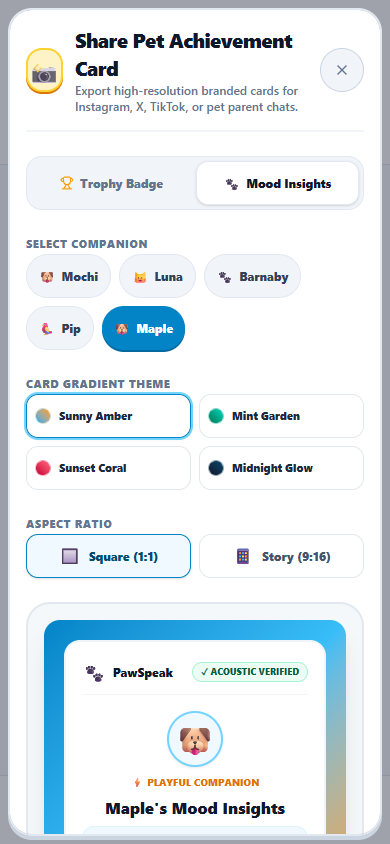 Share Pet Achievement
Card
Export high-resolution branded cards for
Instagram, X, TikTok, or pet parent chats.
Trophy Badge
Mood Insights
SELECT COMPANION
Mochi
Luna
Barnaby
Pip
Maple
CARD GRADIENT THEME
Sunny Amber
Mint Garden
Sunset Coral
Midnight Glow
ASPECT RATIO
Square (1:1)
Story (9:16)
PawSpeak
✓ ACOUSTIC VERIFIED
PLAYFUL COMPANION
Maple's Mood Insights